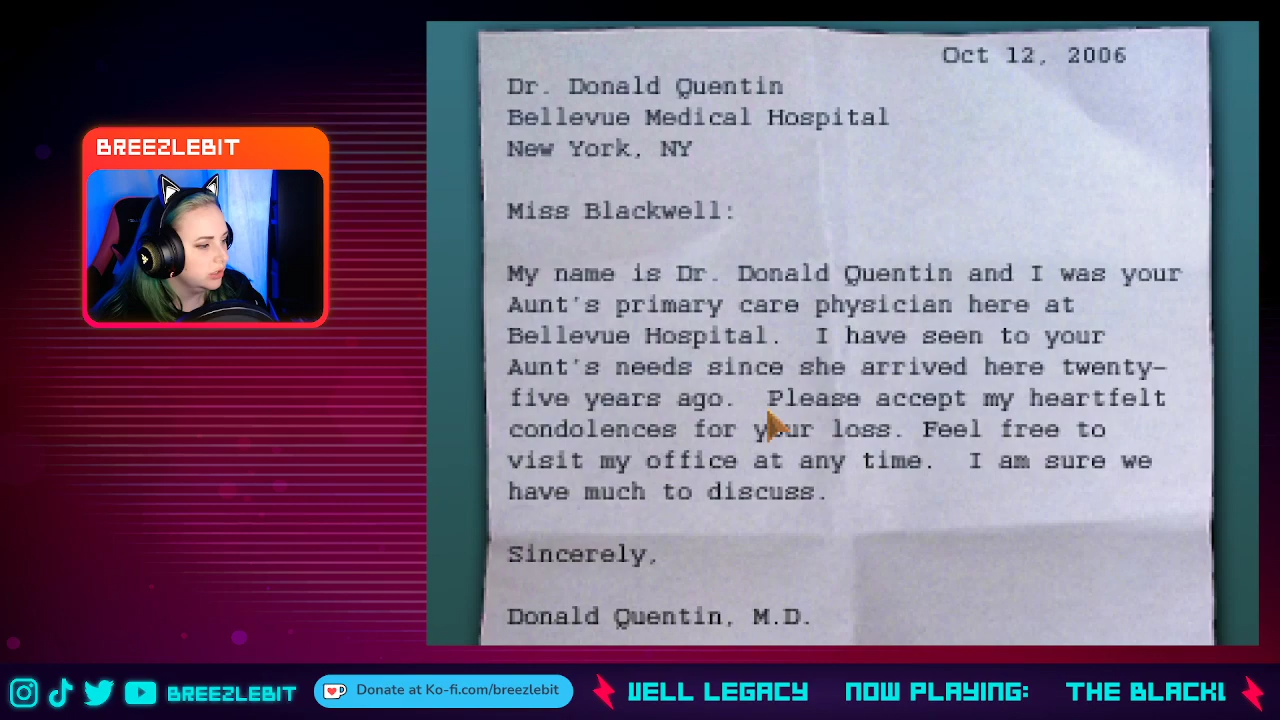 BREEZLEBIT
Oct 12, 2006
Dr. Donald Quentin
Bellevue Medical Hospital
New York, NY
Miss Blackwell:
My name is Dr. Donald Quentin and I was your
Aunt's primary care physician here at
Bellevue Hospital. I have seen to your
Aunt's needs since she arrived here twenty-
five years ago. Please accept my heartfelt
condolences for your loss. Feel free to
visit my office at any time. I am sure we
have much to discuss.
Sincerely,
Donald Quentin, M.D.
BREEZLEBIT Donate at Ko-fi.com/breezlebit WELL LEGACY NOW PLAYING: THE BLACK